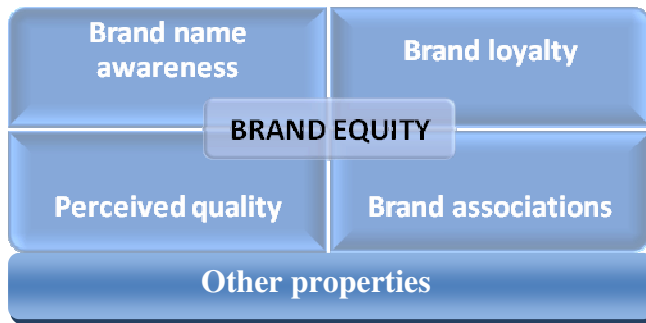 Brand name
awareness
Brand loyalty
BRAND EQUITY
Perceived quality
Brand associations
Other properties